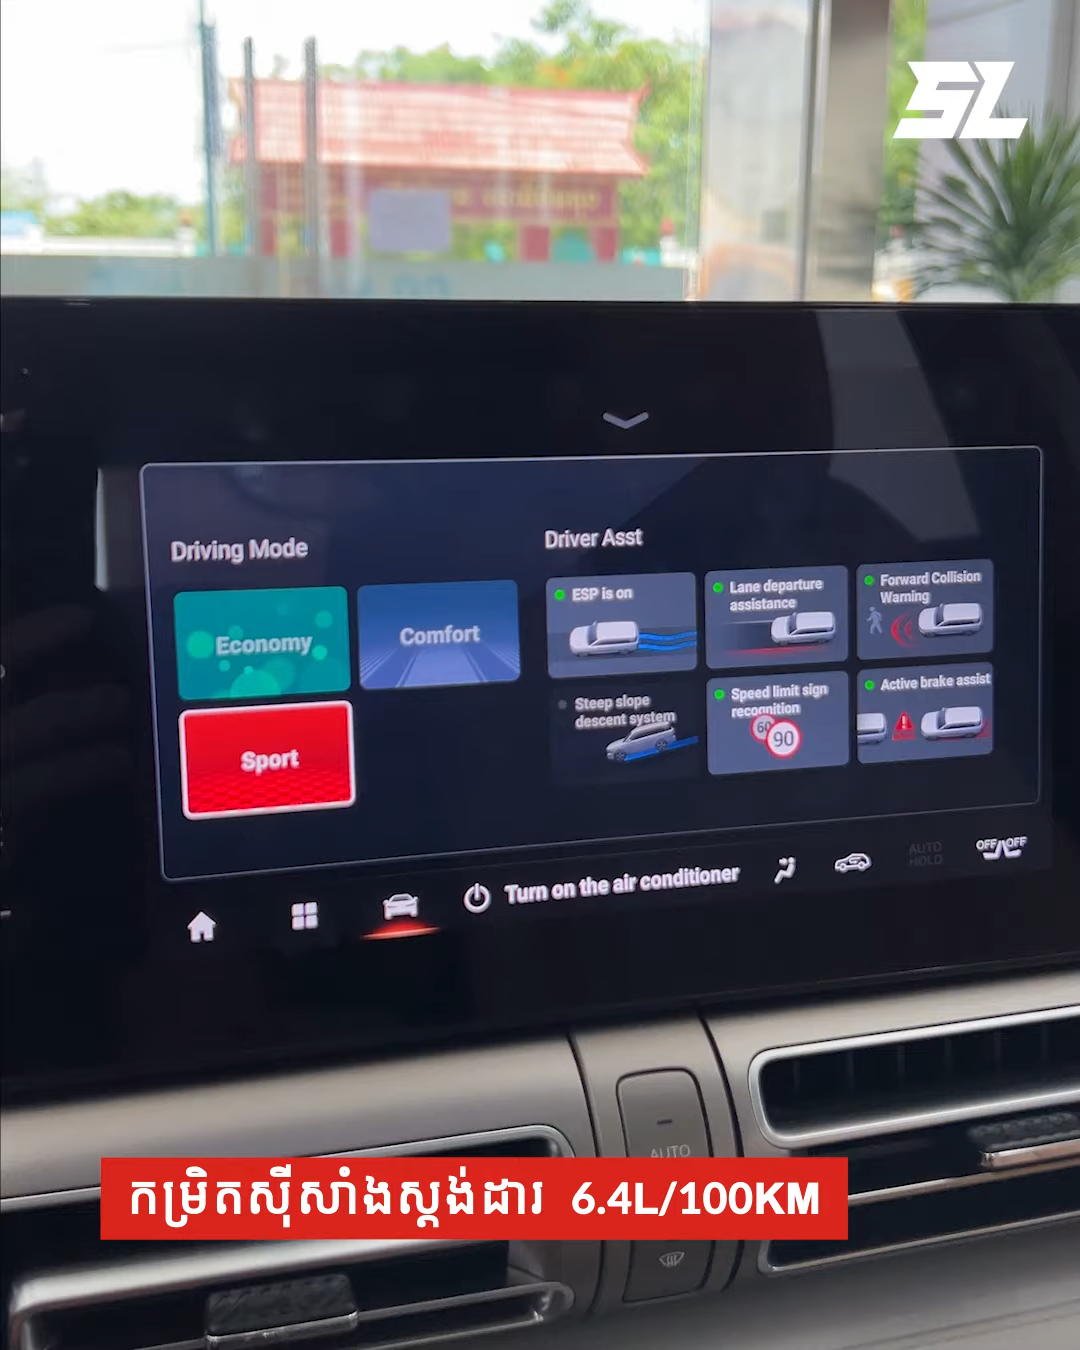 SL
Driving Mode
Driver Asst
Economy
Comfort
Sport
ESP is on
Lane departure
assistance
Forward Collision
Warning
Steep slope
descent system
Speed limit sign
recognition
60
90
Active brake assist
Turn on the air conditioner
AUTO
HOLD
OFF
OFF
AUTO
កម្រិតស៊ីសាំងស្តង់ដារ 6.4L/100KM